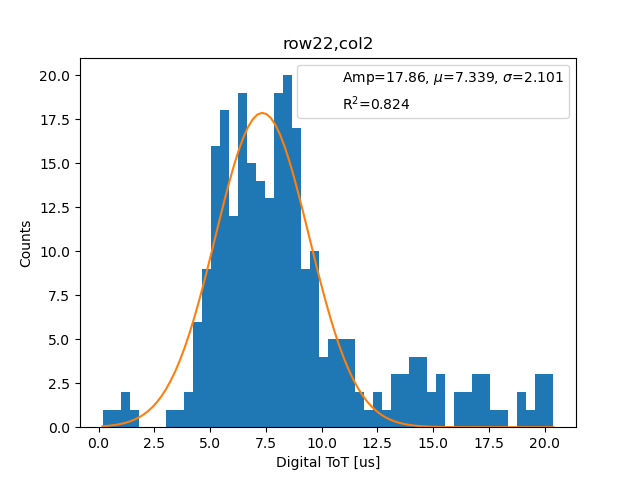 row22,col2
Amp=17.86, μ=7.339, σ=2.101
R²=0.824
20.0
17.5
15.0
12.5
10.0
7.5
5.0
2.5
0.0
Counts
0.0 2.5 5.0 7.5 10.0 12.5 15.0 17.5 20.0
Digital ToT [us]